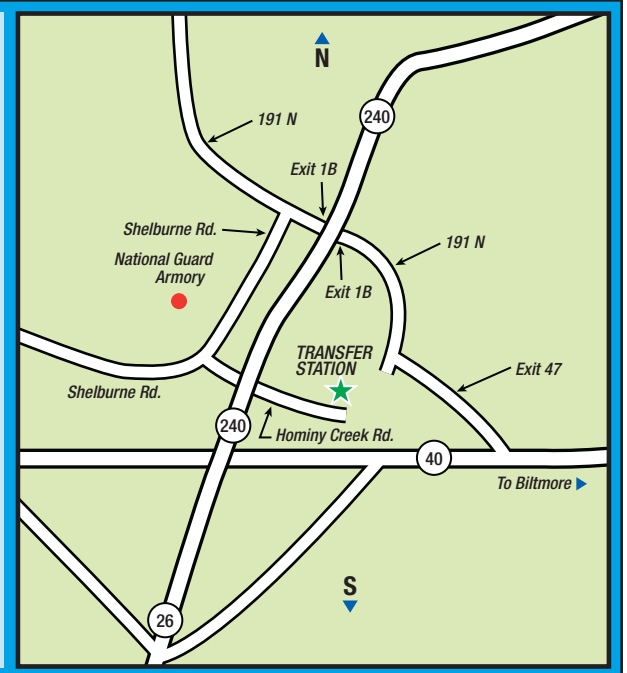 N
240
191 N
Exit 1B
Shelburne Rd.
191 N
National Guard
Armory
Exit 1B
TRANSFER
STATION
Exit 47
Shelburne Rd.
240
Hominy Creek Rd.
40
To Biltmore
S
26